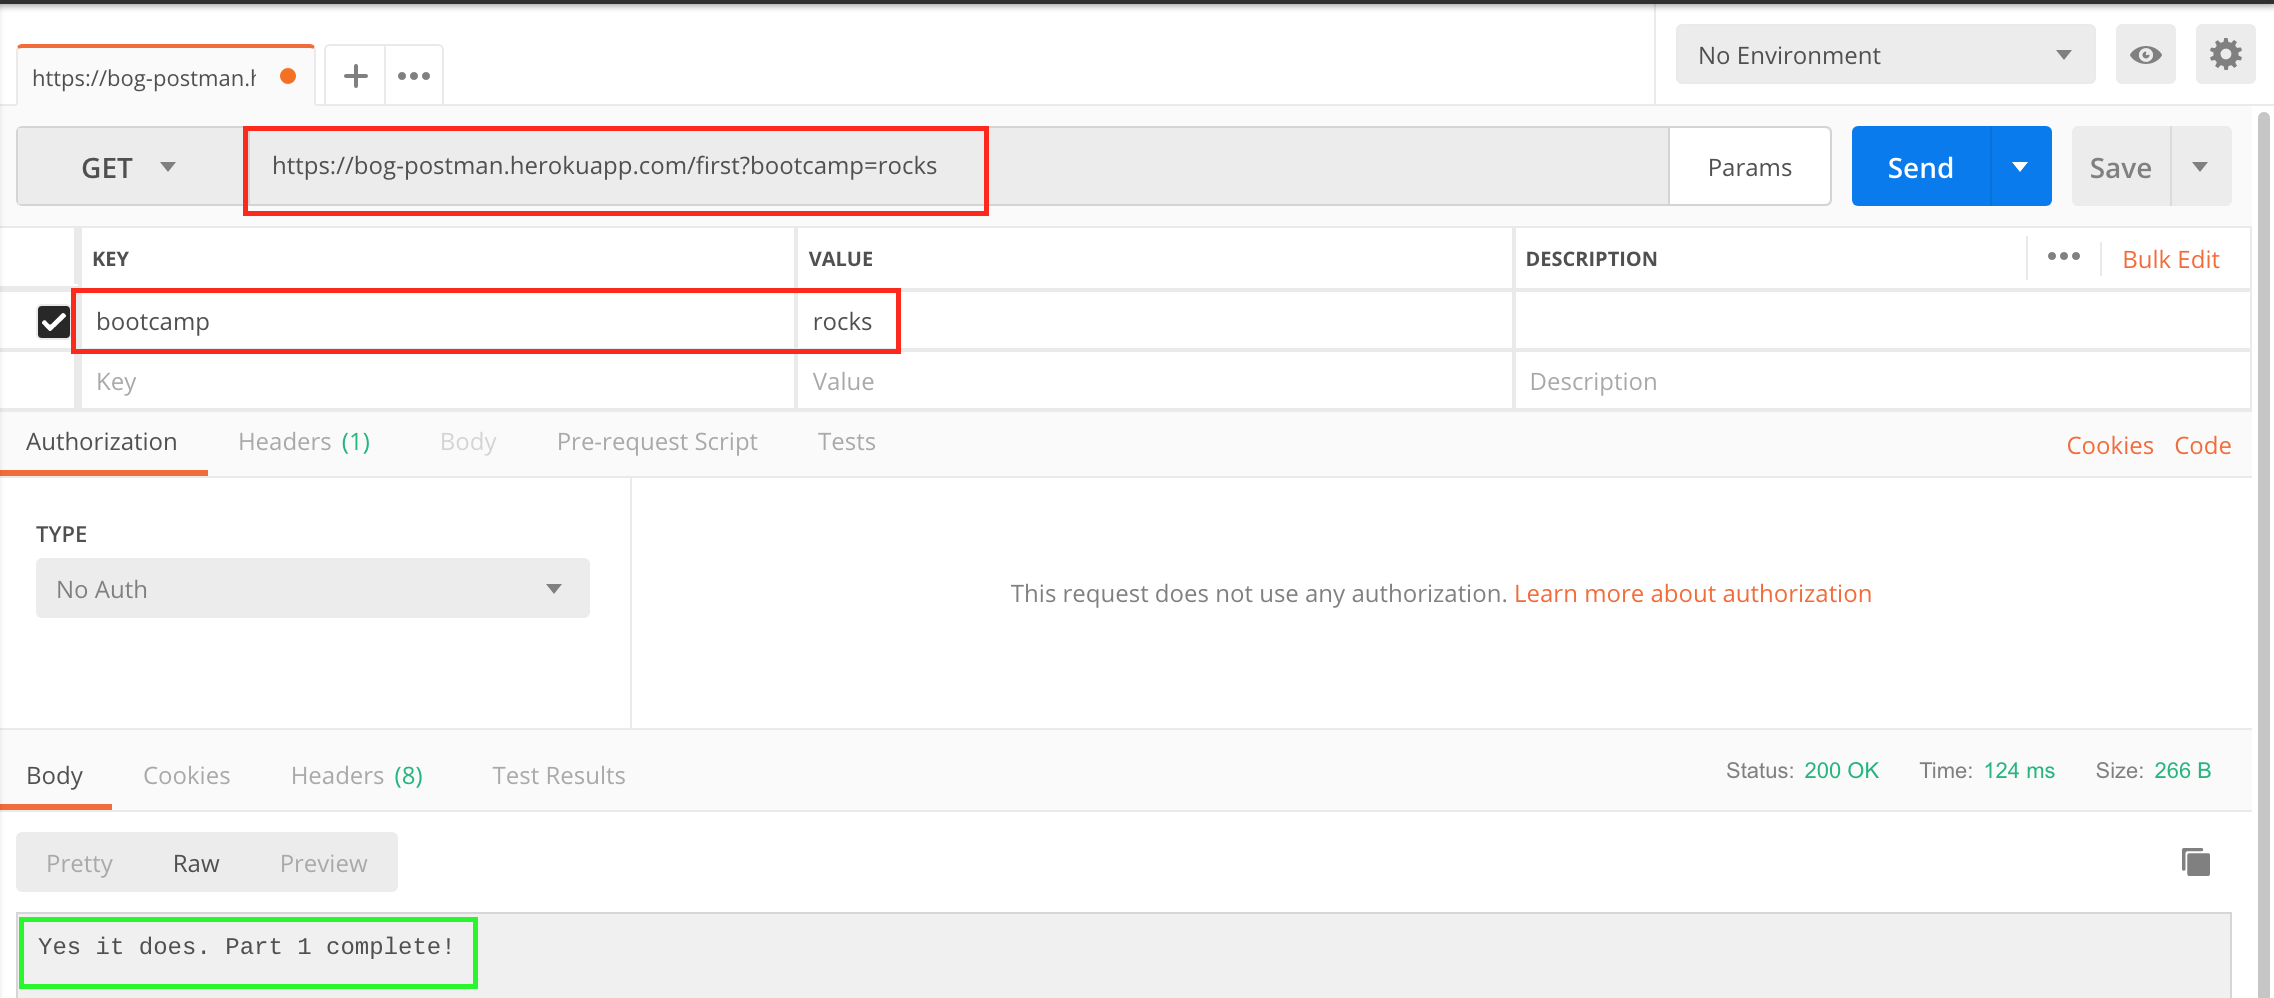 https://bog-postman.h
No Environment
GET https://bog-postman.herokuapp.com/first?bootcamp=rocks Params Send Save
KEY VALUE DESCRIPTION Bulk Edit
bootcamp rocks
Key Value Description
Authorization Headers (1) Body Pre-request Script Tests Cookies Code
TYPE
No Auth
This request does not use any authorization. Learn more about authorization
Body Cookies Headers (8) Test Results Status: 200 OK Time: 124 ms Size: 266 B
Pretty Raw Preview
Yes it does. Part 1 complete!